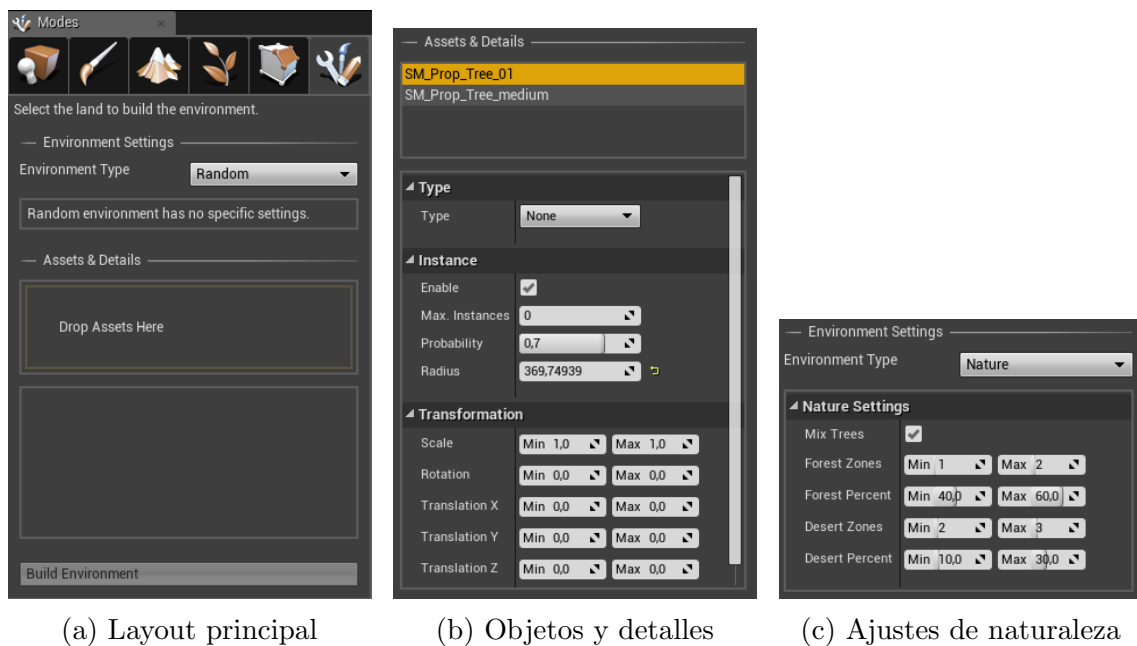 Modes
Select the land to build the environment.
Environment Settings
Environment Type Random
Random environment has no specific settings.
Assets & Details
Drop Assets Here
Build Environment
(a) Layout principal
Assets & Details
SM_Prop_Tree_01
SM_Prop_Tree_medium
Type
Type None
Instance
Enable
Max. Instances 0
Probability 0,7
Radius 369,74939
Transformation
Scale Min 1,0 Max 1,0
Rotation Min 0,0 Max 0,0
Translation X Min 0,0 Max 0,0
Translation Y Min 0,0 Max 0,0
Translation Z Min 0,0 Max 0,0
(b) Objetos y detalles
Environment Settings
Environment Type Nature
Nature Settings
Mix Trees
Forest Zones Min 1 Max 2
Forest Percent Min 40,0 Max 60,0
Desert Zones Min 2 Max 3
Desert Percent Min 10,0 Max 30,0
(c) Ajustes de naturaleza